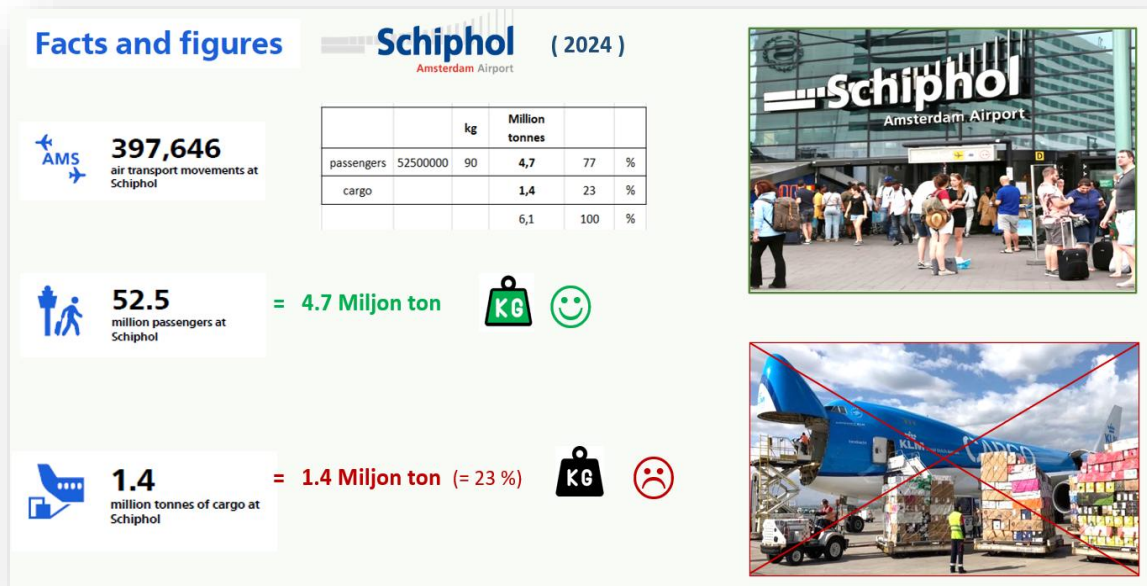 Facts and figures
Schiphol
Amsterdam Airport
( 2024 )
AMS
397,646
air transport movements at
Schiphol
kg Million
tonnes
passengers 52500000 90 4,7 77 %
cargo 1,4 23 %
6,1 100 %
52.5
million passengers at
Schiphol
= 4.7 Miljon ton
KG
1.4
million tonnes of cargo at
Schiphol
= 1.4 Miljon ton (= 23 %)
KG
Schiphol
Amsterdam Airport
D
KLM
CARGO